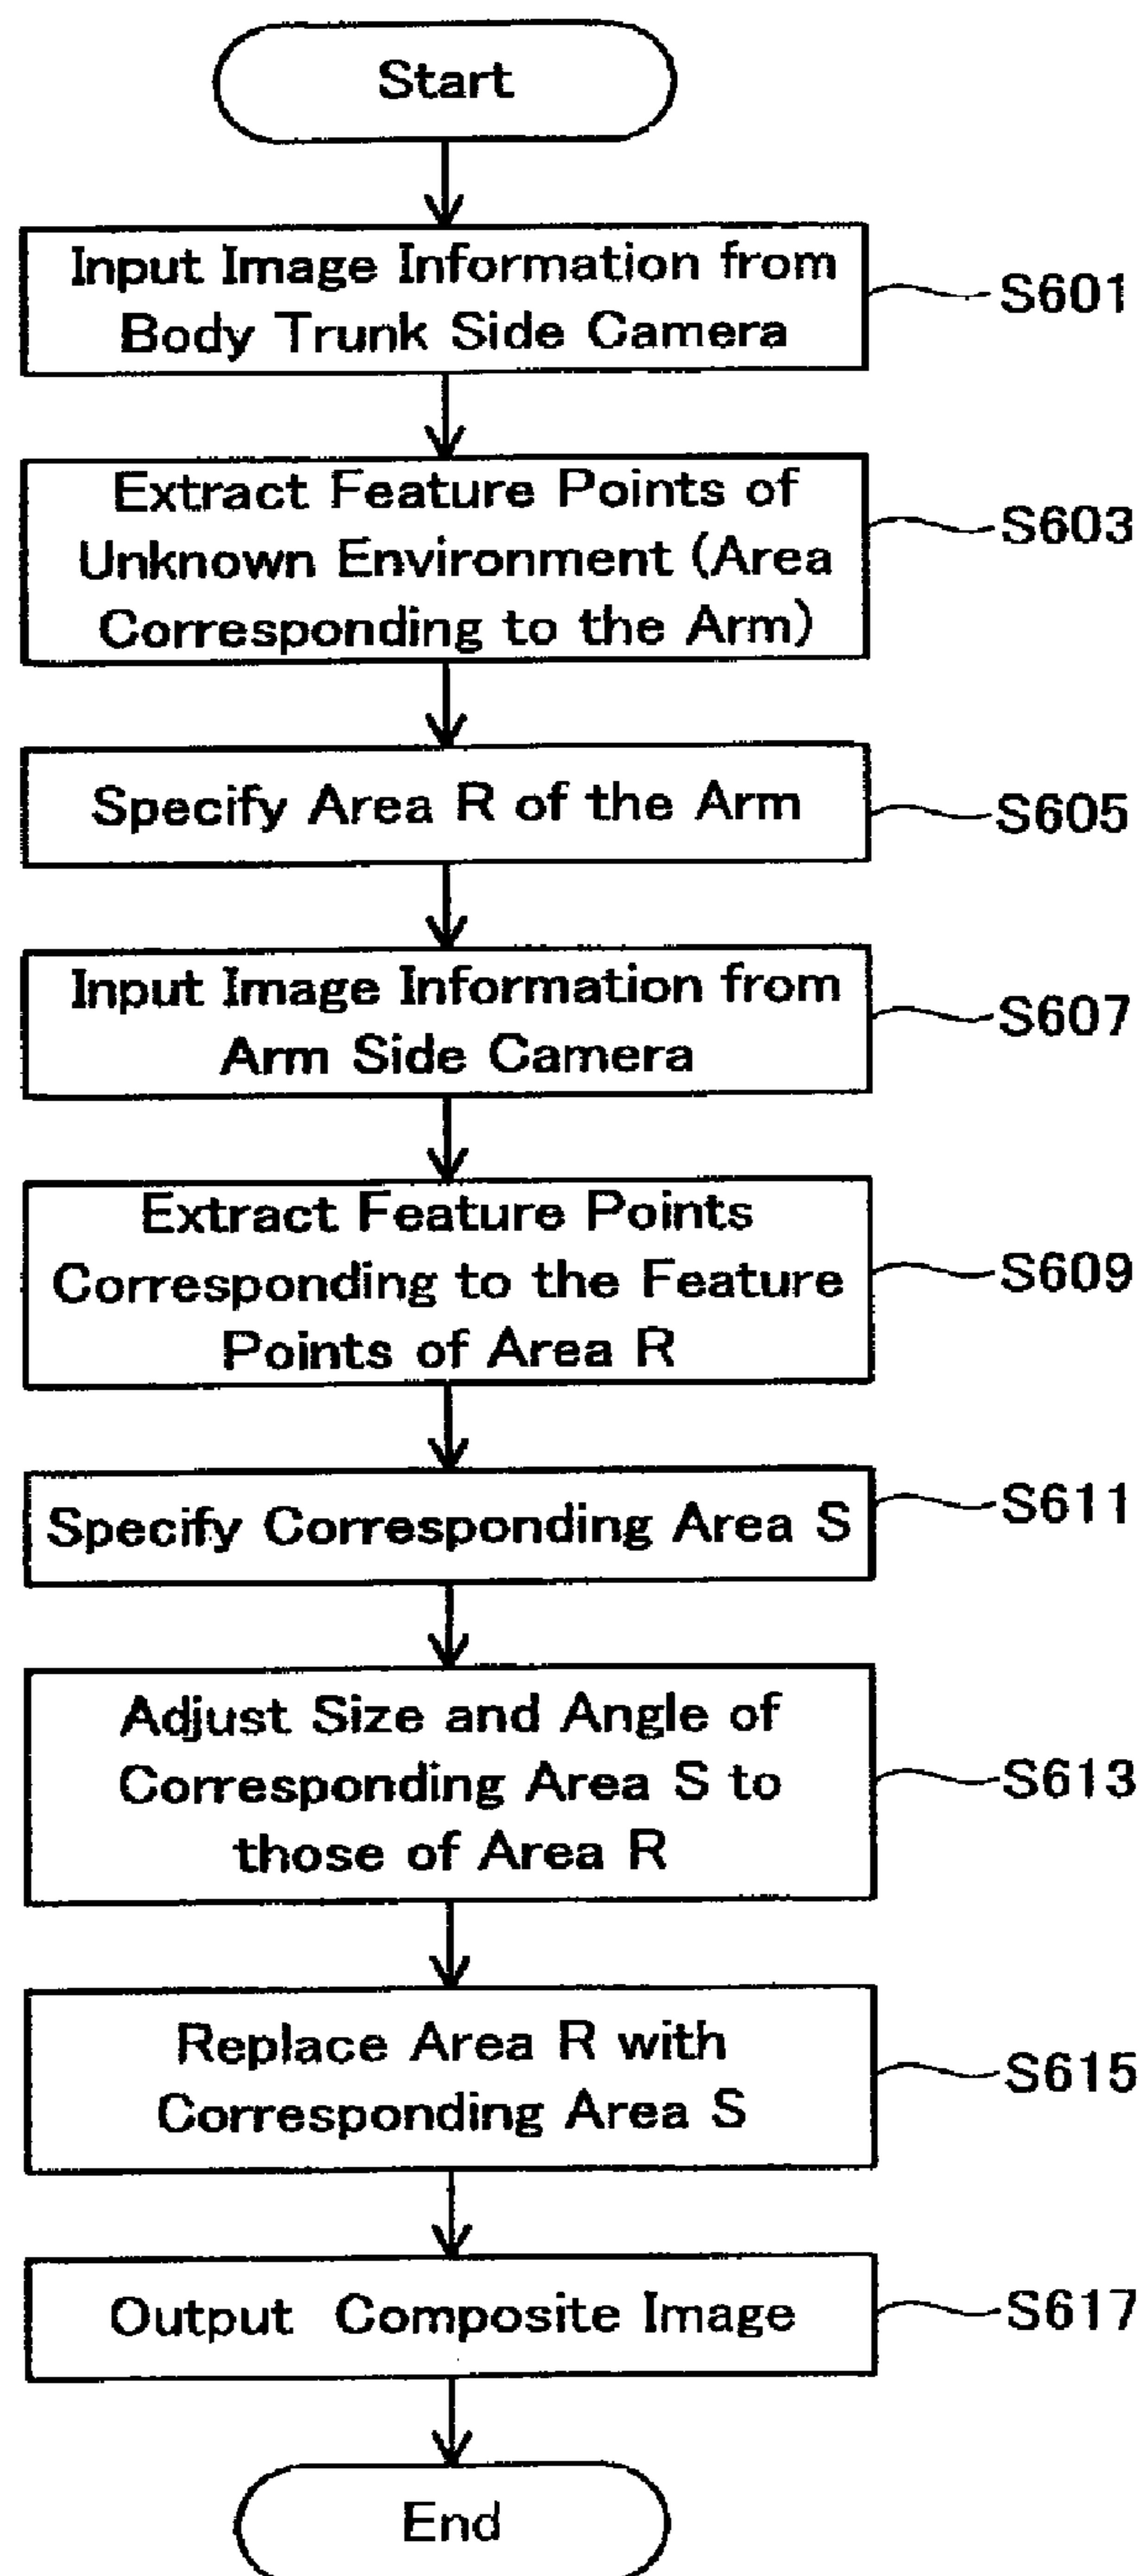 Start
Input Image Information from
Body Trunk Side Camera
S601
Extract Feature Points of
Unknown Environment (Area
Corresponding to the Arm)
S603
Specify Area R of the Arm
S605
Input Image Information from
Arm Side Camera
S607
Extract Feature Points
Corresponding to the Feature
Points of Area R
S609
Specify Corresponding Area S
S611
Adjust Size and Angle of
Corresponding Area S to
those of Area R
S613
Replace Area R with
Corresponding Area S
S615
Output Composite Image
S617
End